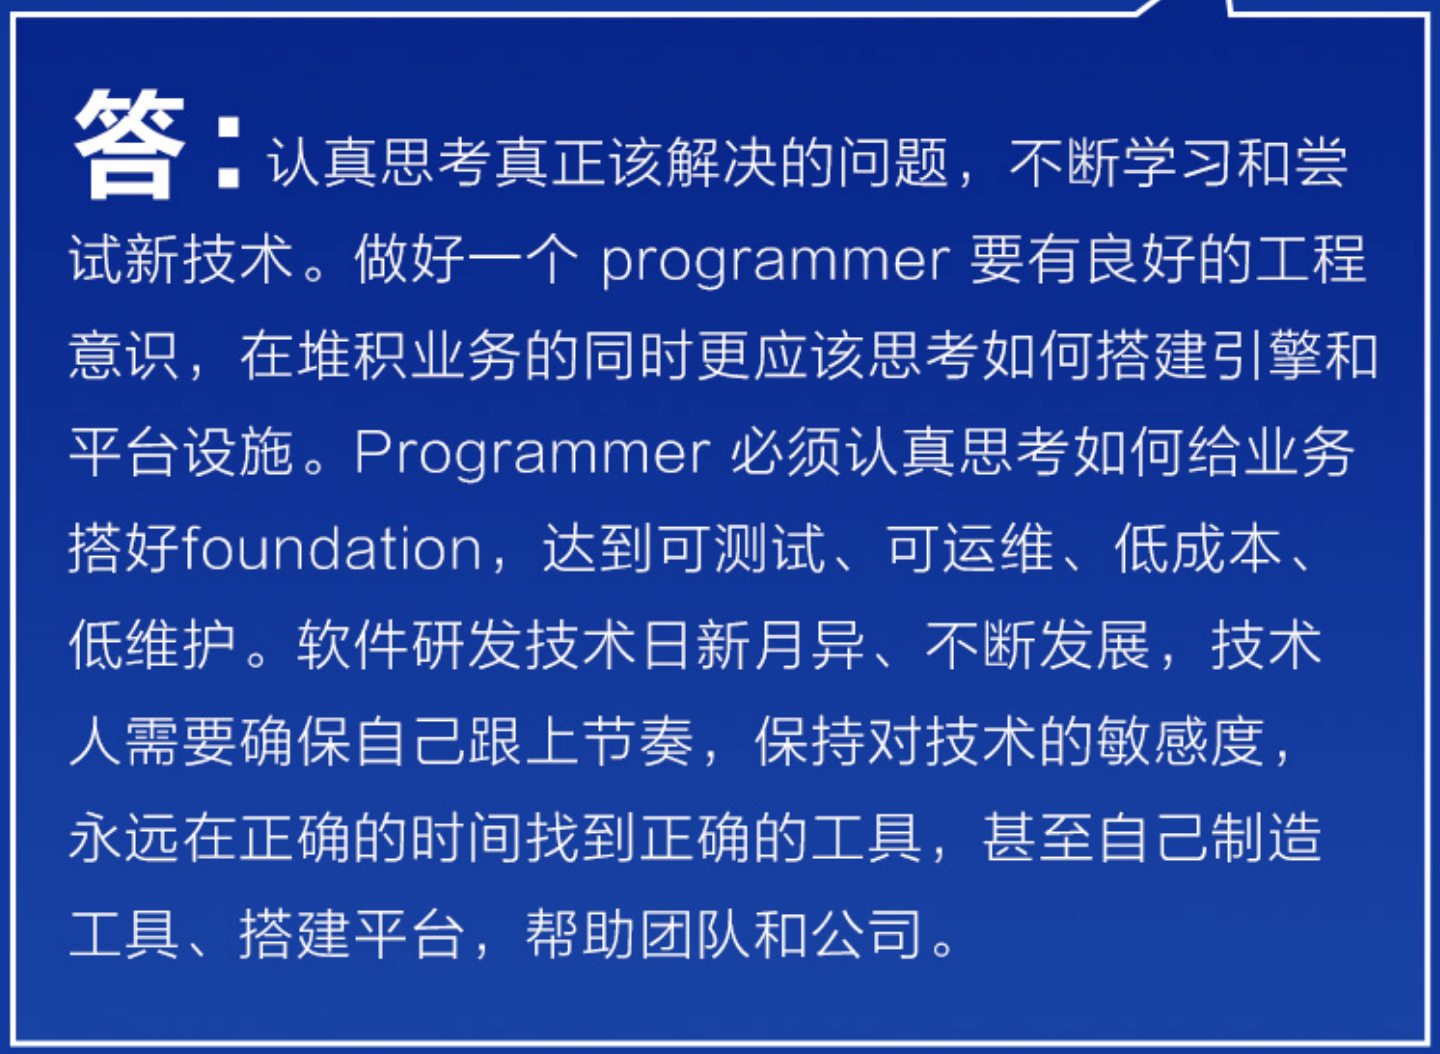 答：认真思考真正该解决的问题，不断学习和尝
试新技术。做好一个 programmer 要有良好的工程
意识，在堆积业务的同时更应该思考如何搭建引擎和
平台设施。Programmer 必须认真思考如何给业务
搭好foundation，达到可测试、可运维、低成本、
低维护。软件研发技术日新月异、不断发展，技术
人需要确保自己跟上节奏，保持对技术的敏感度，
永远在正确的时间找到正确的工具，甚至自己制造
工具、搭建平台，帮助团队和公司。